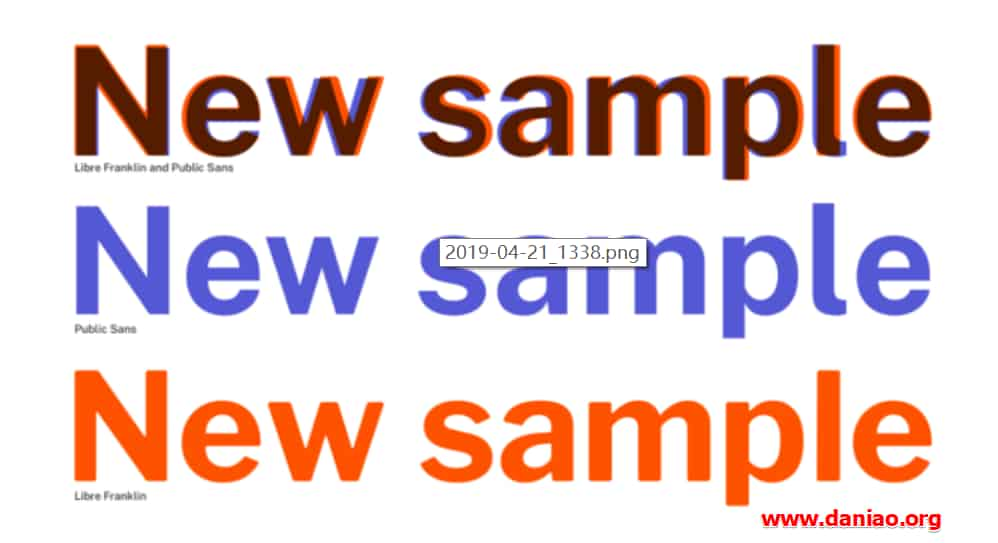 New sample
Libre Franklin and Public Sans
New sample
2019-04-21_1338.png
Public Sans
New sample
Libre Franklin
www.daniao.org